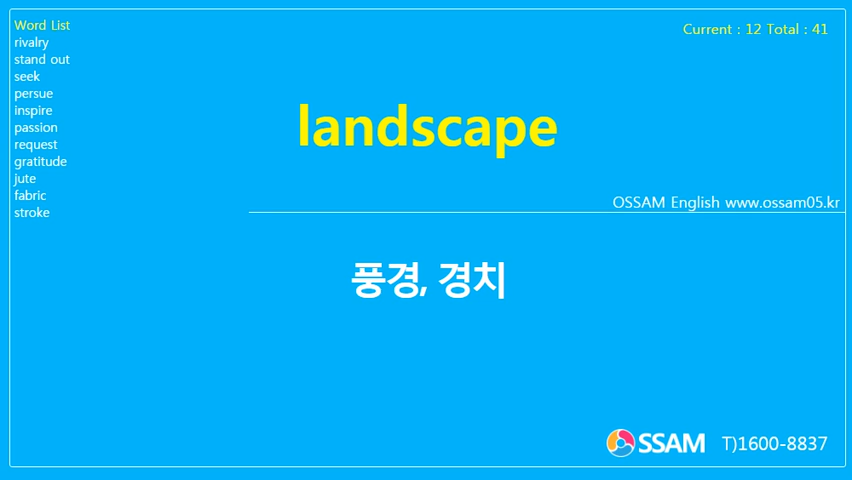 Word List
rivalry
stand out
seek
persue
inspire
passion
request
gratitude
jute
fabric
stroke
Current : 12 Total : 41
landscape
OSSAM English www.ossam05.kr
풍경, 경치
OSSAM T)1600-8837